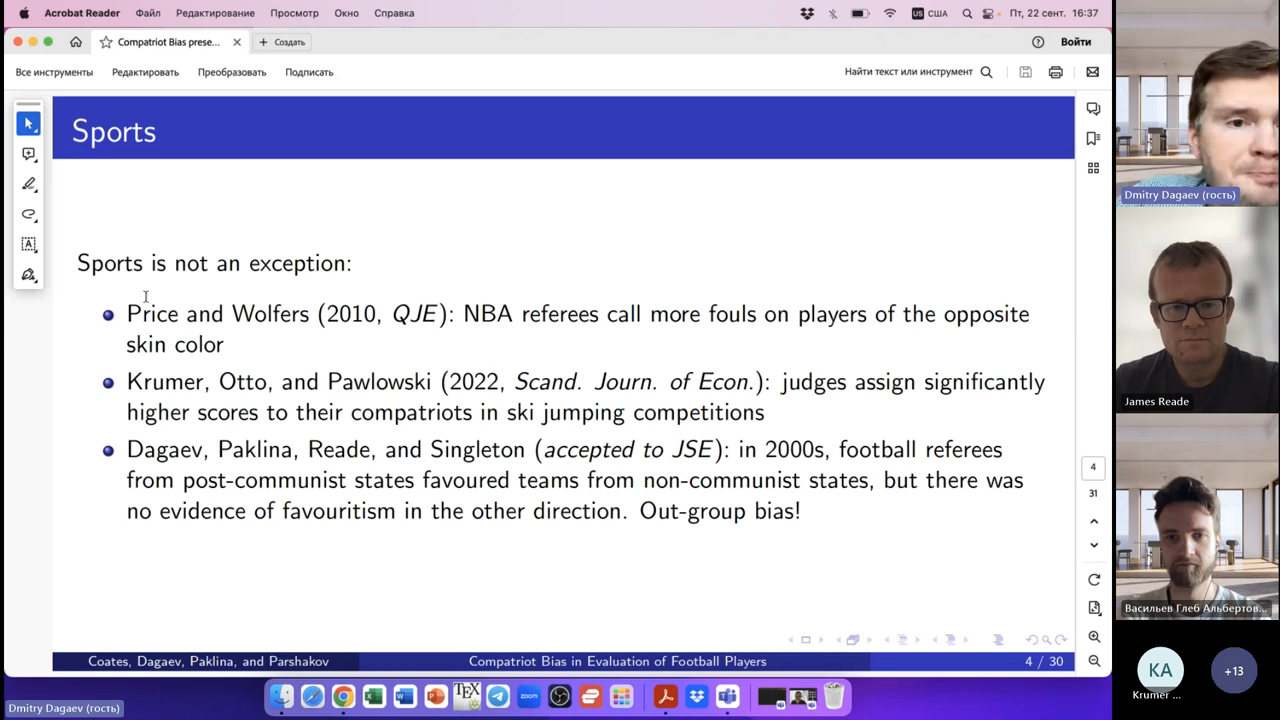 Acrobat Reader Файл Редактирование Просмотр Окно Справка US США Пт, 22 сент. 16:37
Compatriot Bias prese... Создать Войти
Все инструменты Редактировать Преобразовать Подписать Найти текст или инструмент
Sports
Sports is not an exception:
Price and Wolfers (2010, QJE): NBA referees call more fouls on players of the opposite
skin color
Krumer, Otto, and Pawlowski (2022, Scand. Journ. of Econ.): judges assign significantly
higher scores to their compatriots in ski jumping competitions
Dagaev, Paklina, Reade, and Singleton (accepted to JSE): in 2000s, football referees
from post-communist states favoured teams from non-communist states, but there was
no evidence of favouritism in the other direction. Out-group bias!
Coates, Dagaev, Paklina, and Parshakov Compatriot Bias in Evaluation of Football Players 4 / 30
4
31
TEX zoom
Dmitry Dagaev (гость)
Dmitry Dagaev (гость)
James Reade
Васильев Глеб Альбертов...
KA
Krumer ...
+13